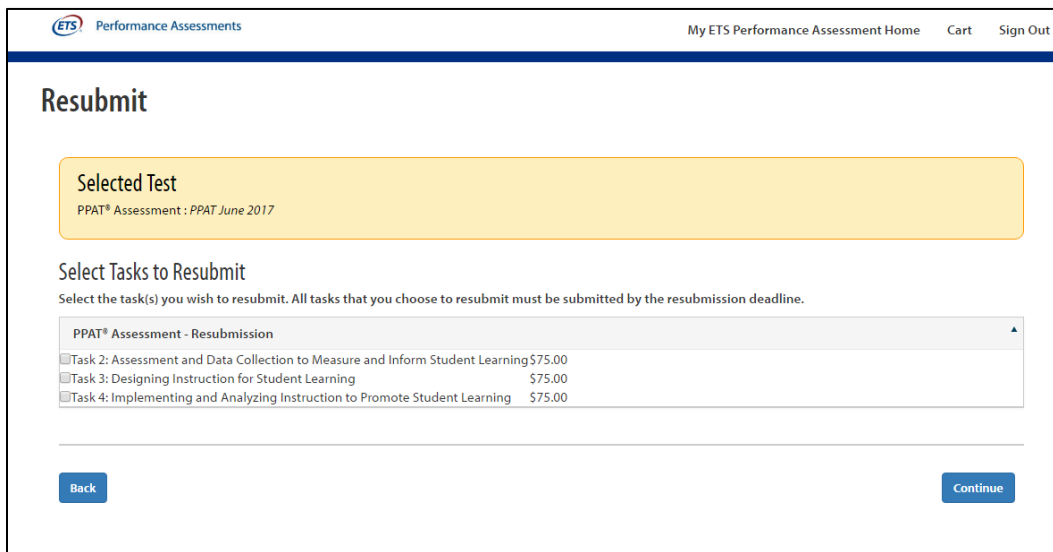 ETS Performance Assessments
My ETS Performance Assessment Home Cart Sign Out
Resubmit
Selected Test
PPAT® Assessment : PPAT June 2017
Select Tasks to Resubmit
Select the task(s) you wish to resubmit. All tasks that you choose to resubmit must be submitted by the resubmission deadline.
PPAT® Assessment - Resubmission
Task 2: Assessment and Data Collection to Measure and Inform Student Learning $75.00
Task 3: Designing Instruction for Student Learning $75.00
Task 4: Implementing and Analyzing Instruction to Promote Student Learning $75.00
Back Continue